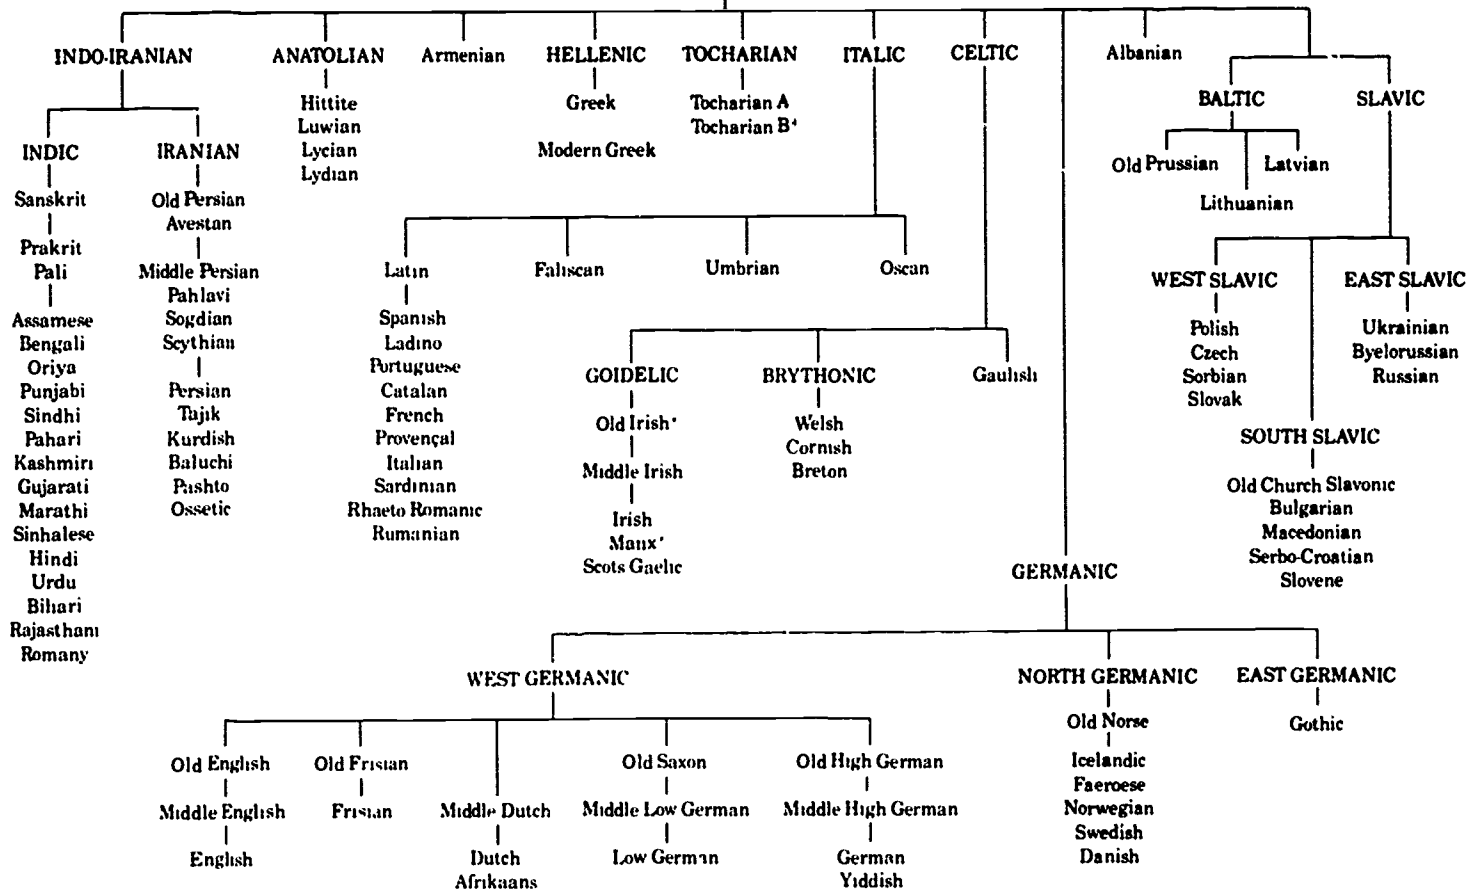 INDO-IRANIAN
ANATOLIAN
Armenian
HELLENIC
TOCHARIAN
ITALIC
CELTIC
Albanian
BALTIC
SLAVIC
INDIC
Sanskrit
Prakrit
Pali
Assamese
Bengali
Oriya
Punjabi
Sindhi
Pahari
Kashmiri
Gujarati
Marathi
Sinhalese
Hindi
Urdu
Bihari
Rajasthani
Romany
IRANIAN
Old Persian
Avestan
Middle Persian
Pahlavi
Sogdian
Scythian
Persian
Tajik
Kurdish
Baluchi
Pashto
Ossetic
Hittite
Luwian
Lycian
Lydian
Greek
Modern Greek
Tocharian A
Tocharian B
Latin
Spanish
Ladino
Portuguese
Catalan
French
Provençal
Italian
Sardinian
Rhaeto Romanic
Rumanian
Faliscan
Umbrian
Oscan
GOIDELIC
Old Irish
Middle Irish
Irish
Manx
Scots Gaelic
BRYTHONIC
Welsh
Cornish
Breton
Gaulish
Old Prussian
Lithuanian
Latvian
WEST SLAVIC
Polish
Czech
Sorbian
Slovak
SOUTH SLAVIC
Old Church Slavonic
Bulgarian
Macedonian
Serbo-Croatian
Slovene
EAST SLAVIC
Ukrainian
Byelorussian
Russian
GERMANIC
WEST GERMANIC
Old English
Middle English
English
Old Frisian
Frisian
Middle Dutch
Dutch
Afrikaans
Old Saxon
Middle Low German
Low German
Old High German
Middle High German
German
Yiddish
NORTH GERMANIC
Old Norse
Icelandic
Faeroese
Norwegian
Swedish
Danish
EAST GERMANIC
Gothic